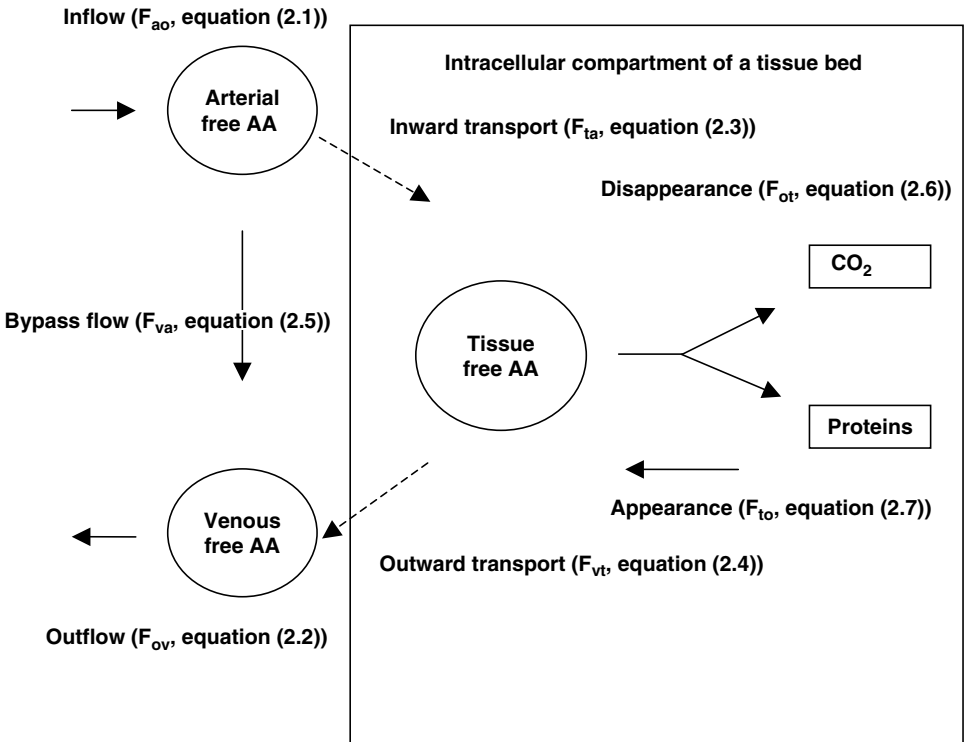 Inflow (F_ao, equation (2.1))
Intracellular compartment of a tissue bed
Arterial
free AA
Inward transport (F_ta, equation (2.3))
Disappearance (F_ot, equation (2.6))
CO₂
Bypass flow (F_va, equation (2.5))
Tissue
free AA
Proteins
Appearance (F_to, equation (2.7))
Venous
free AA
Outward transport (F_vt, equation (2.4))
Outflow (F_ov, equation (2.2))